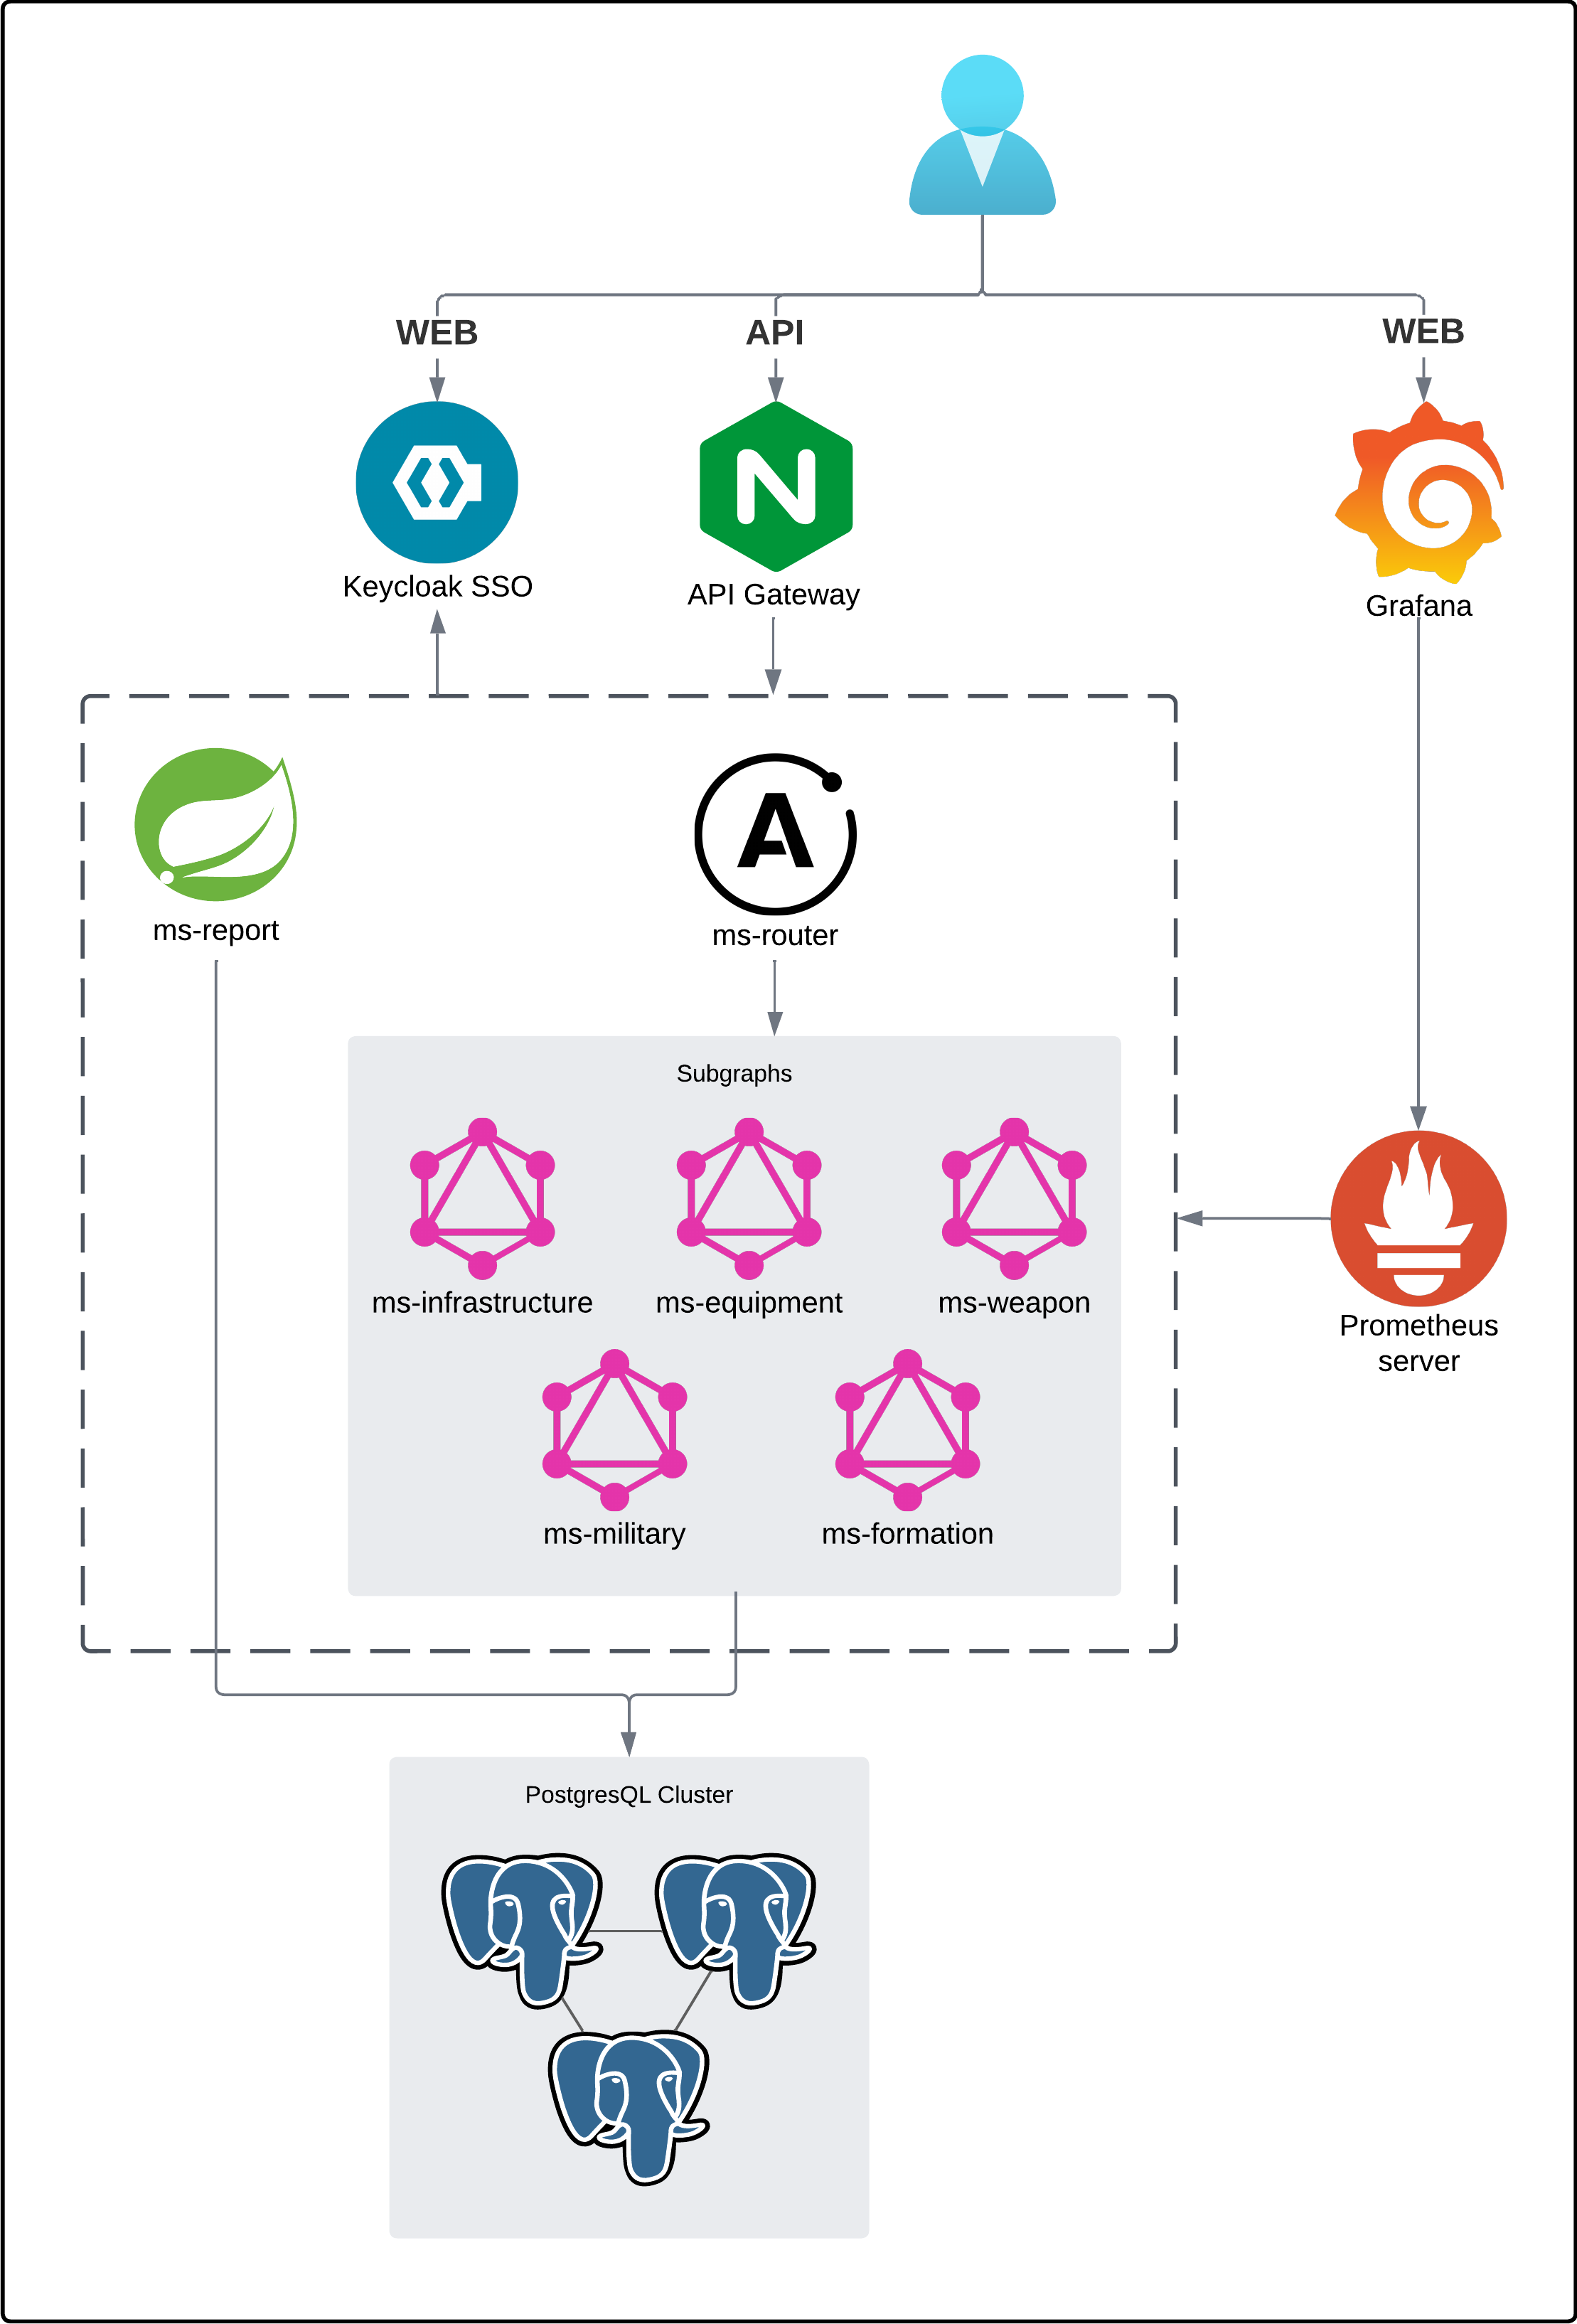 WEB
API
WEB
Keycloak SSO
API Gateway
Grafana
ms-report
ms-router
Subgraphs
ms-infrastructure
ms-equipment
ms-weapon
ms-military
ms-formation
Prometheus
server
PostgresQL Cluster